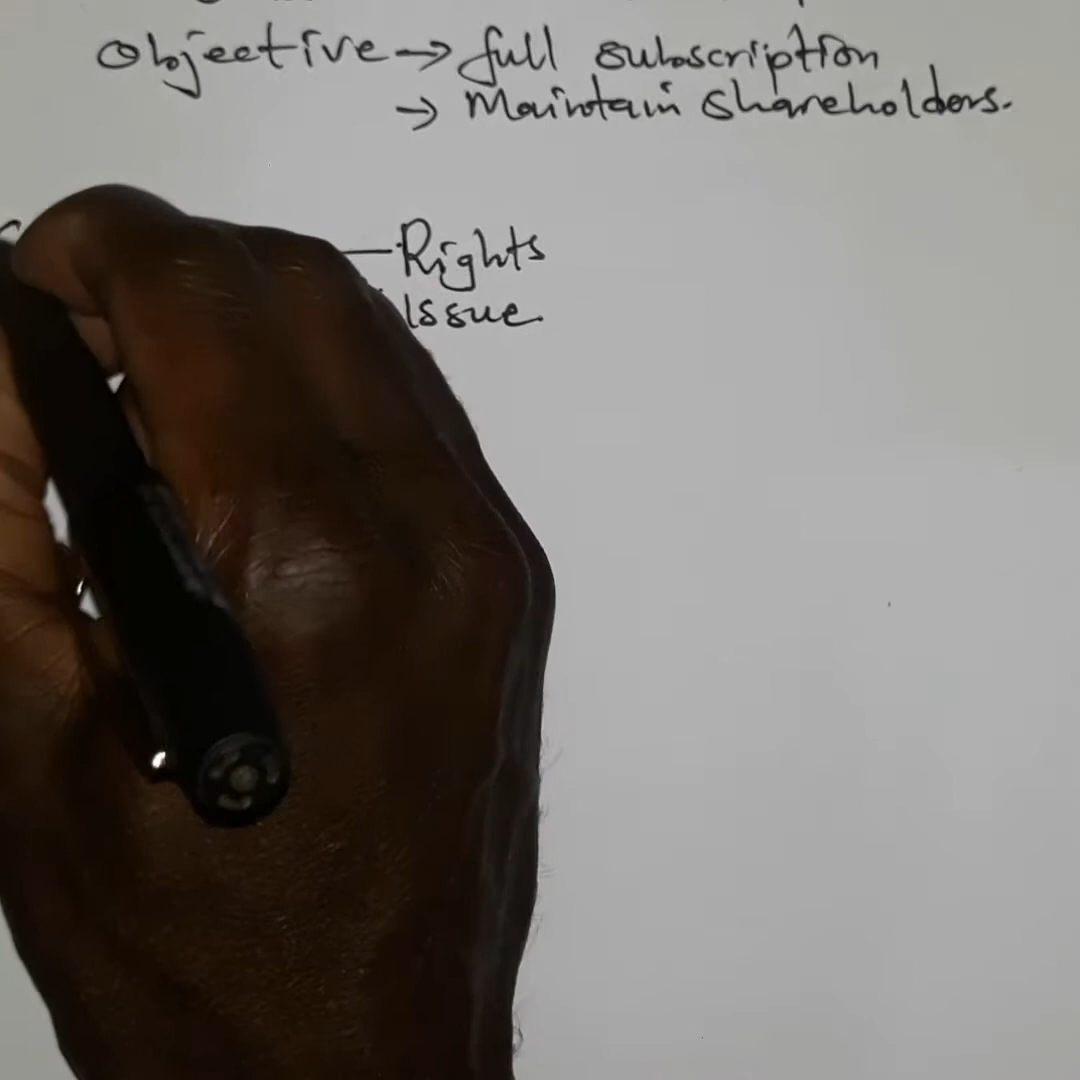 Objective → full subscription
→ Maintain shareholders.
— Rights
Issue.